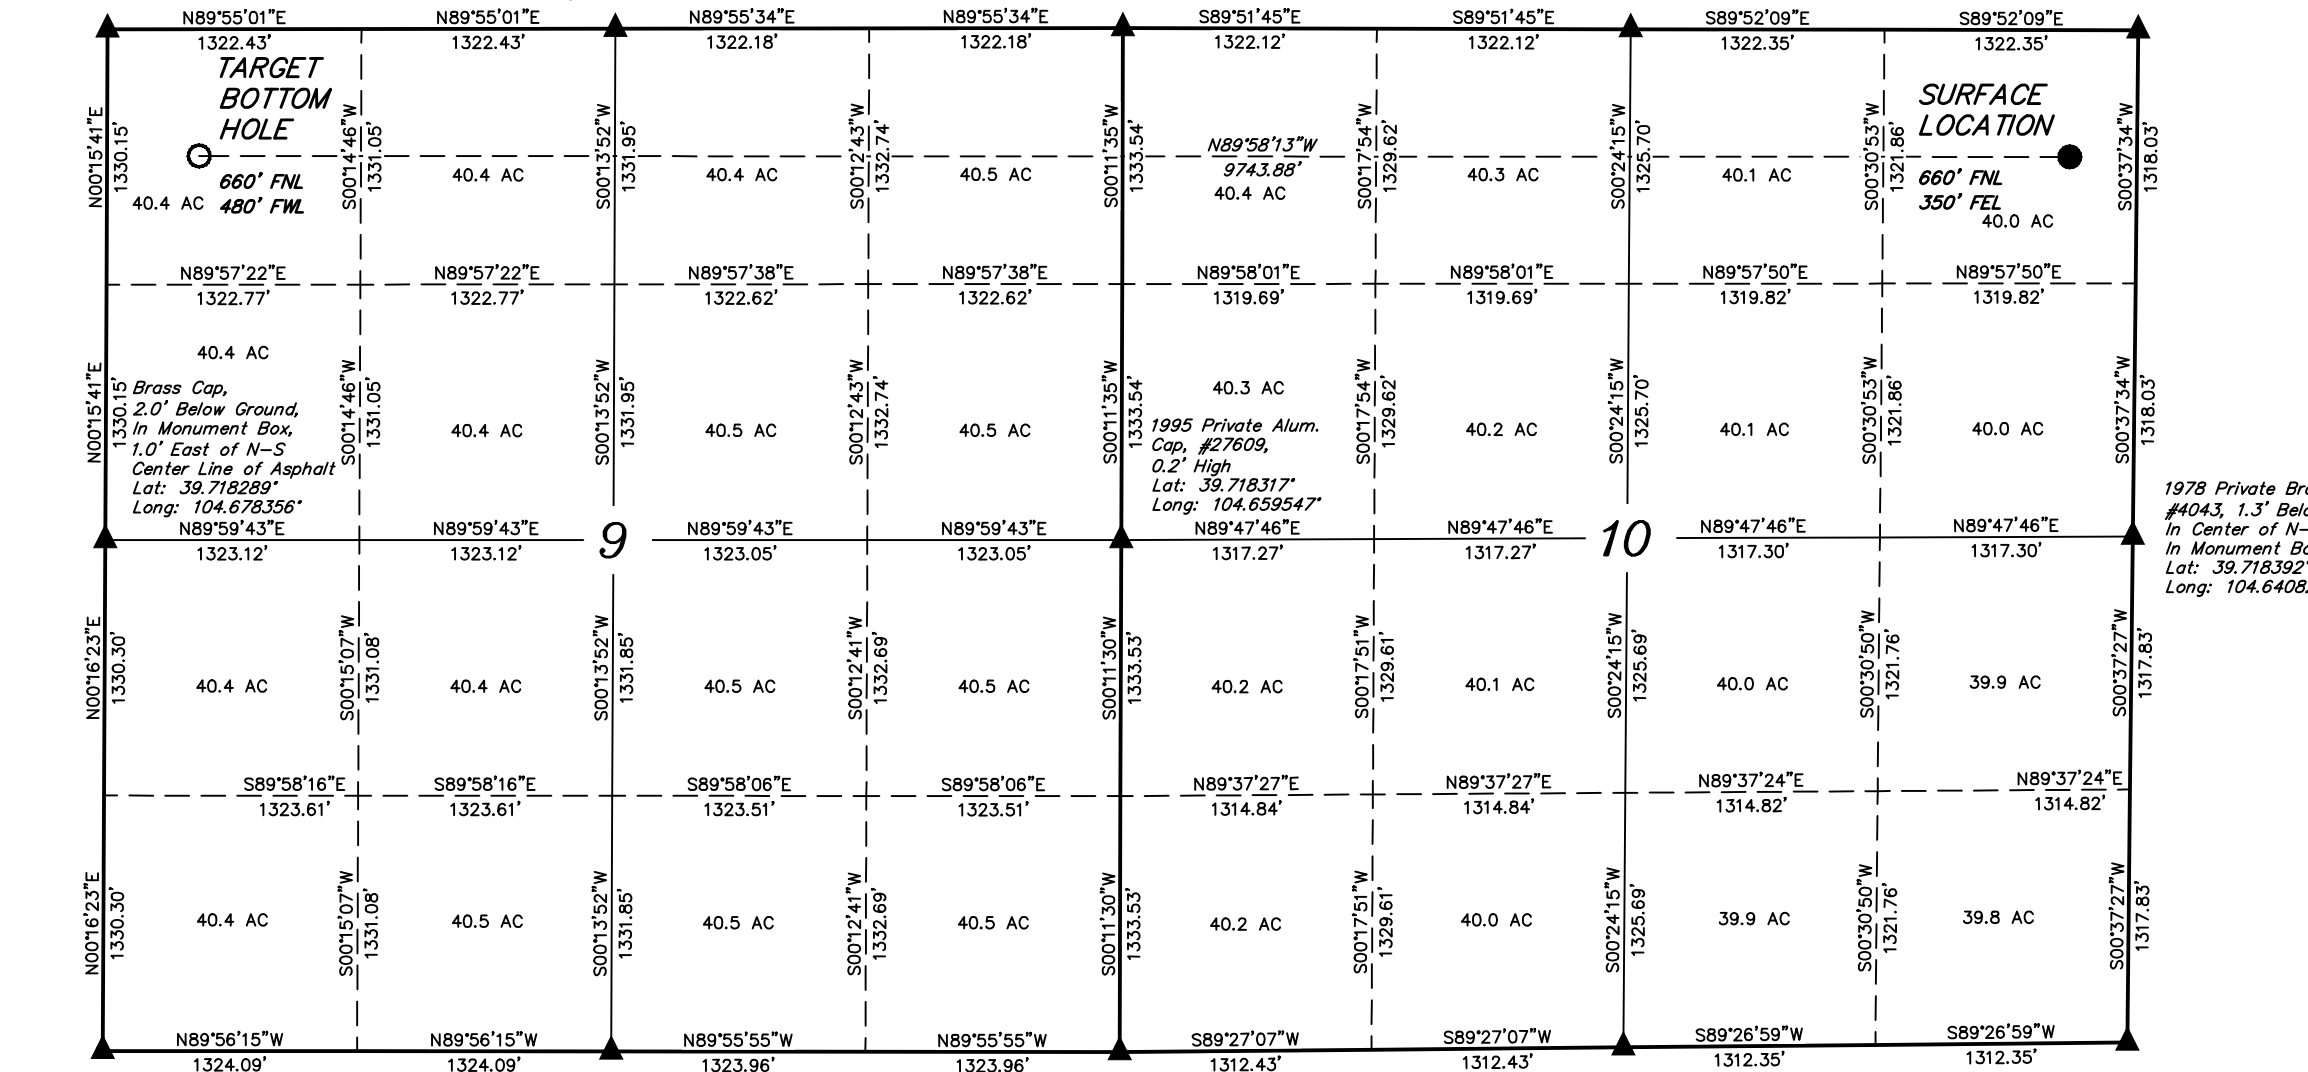 N89°55'01"E N89°55'01"E N89°55'34"E N89°55'34"E S89°51'45"E S89°51'45"E S89°52'09"E S89°52'09"E
1322.43' 1322.43' 1322.18' 1322.18' 1322.12' 1322.12' 1322.35' 1322.35'
TARGET
BOTTOM
HOLE
SURFACE
LOCATION
N00°15'41"E S00°14'46"W S00°13'52"W S00°12'43"W S00°11'35"W S00°17'54"W S00°24'15"W S00°30'53"W S00°37'34"W
1330.15' 1331.05' 1331.95' 1332.74' 1333.54' 1329.62' 1325.70' 1321.86' 1318.03'
N89°58'13"W
9743.88'
660' FNL
480' FWL
660' FNL
350' FEL
40.4 AC 40.4 AC 40.4 AC 40.5 AC 40.4 AC 40.3 AC 40.1 AC 40.0 AC
N89°57'22"E N89°57'22"E N89°57'38"E N89°57'38"E N89°58'01"E N89°58'01"E N89°57'50"E N89°57'50"E
1322.77' 1322.77' 1322.62' 1322.62' 1319.69' 1319.69' 1319.82' 1319.82'
N00°15'41"E S00°14'46"W S00°13'52"W S00°12'43"W S00°11'35"W S00°17'54"W S00°24'15"W S00°30'53"W S00°37'34"W
1330.15' 1331.05' 1331.95' 1332.74' 1333.54' 1329.62' 1325.70' 1321.86' 1318.03'
40.4 AC 40.4 AC 40.5 AC 40.5 AC 40.3 AC 40.2 AC 40.1 AC 40.0 AC
Brass Cap,
2.0' Below Ground,
In Monument Box,
1.0' East of N-S
Center Line of Asphalt
Lat: 39.718289°
Long: 104.678356°
1995 Private Alum.
Cap, #27609,
0.2' High
Lat: 39.718317°
Long: 104.659547°
1978 Private
#4043, 1.3'
In Center of
In Monument
Lat: 39.718392°
Long:
N89°59'43"E N89°59'43"E N89°59'43"E N89°59'43"E N89°47'46"E N89°47'46"E N89°47'46"E N89°47'46"E
9 10
1323.12' 1323.12' 1323.05' 1323.05' 1317.27' 1317.27' 1317.30' 1317.30'
N00°16'23"E S00°15'07"W S00°13'52"W S00°12'41"W S00°11'30"W S00°17'51"W S00°24'15"W S00°30'50"W S00°37'27"W
1330.30' 1331.08' 1331.85' 1332.69' 1333.53' 1329.61' 1325.69' 1321.76' 1317.83'
40.4 AC 40.4 AC 40.5 AC 40.5 AC 40.2 AC 40.1 AC 40.0 AC 39.9 AC
S89°58'16"E S89°58'16"E S89°58'06"E S89°58'06"E N89°37'27"E N89°37'27"E N89°37'24"E N89°37'24"E
1323.61' 1323.61' 1323.51' 1323.51' 1314.84' 1314.84' 1314.82' 1314.82'
N00°16'23"E S00°15'07"W S00°13'52"W S00°12'41"W S00°11'30"W S00°17'51"W S00°24'15"W S00°30'50"W S00°37'27"W
1330.30' 1331.08' 1331.85' 1332.69' 1333.53' 1329.61' 1325.69' 1321.76' 1317.83'
40.4 AC 40.5 AC 40.5 AC 40.5 AC 40.2 AC 40.0 AC 39.9 AC 39.8 AC
N89°56'15"W N89°56'15"W N89°55'55"W N89°55'55"W S89°27'07"W S89°27'07"W S89°26'59"W S89°26'59"W
1324.09' 1324.09' 1323.96' 1323.96' 1312.43' 1312.43' 1312.35' 1312.35'